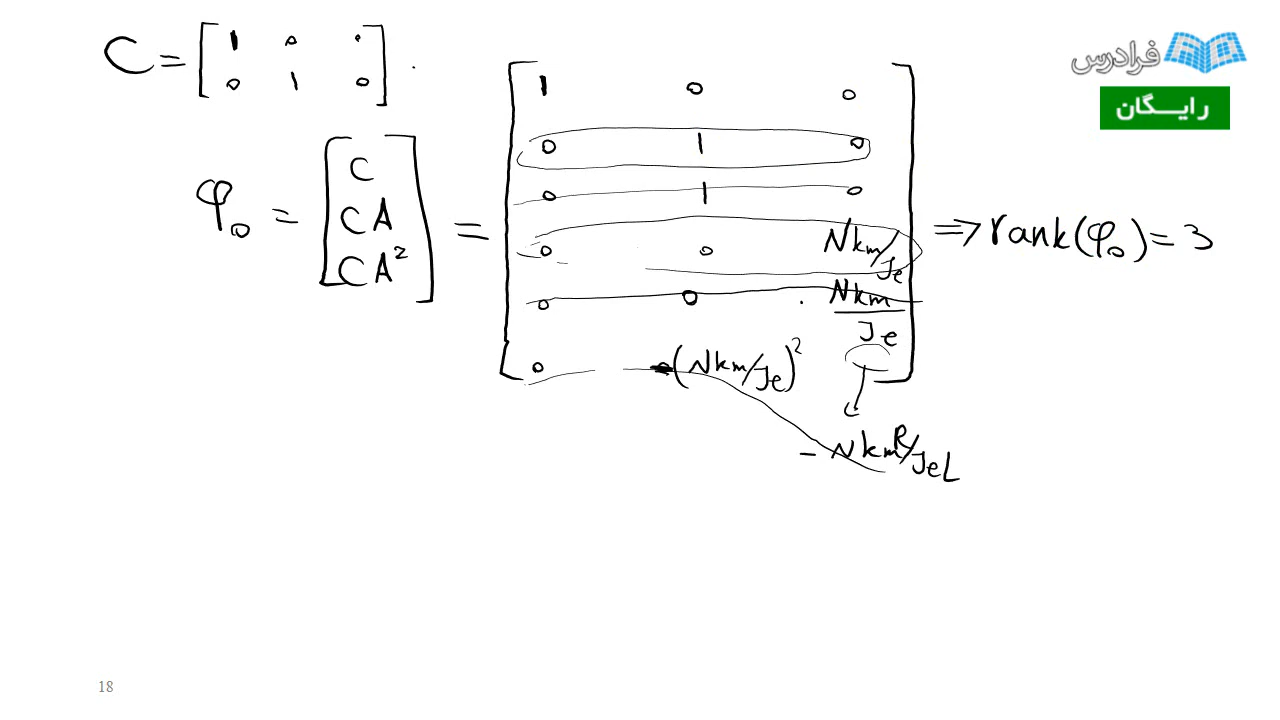 فرادرس
رایگان
C = [ 1 0 0
0 1 0 ]
φ₀ = [ C
CA
CA² ] =
[ 1 0 0
0 1 0
0 1 0
0 0 Nkm/Je
0 0 Nkm/Je
0 (Nkm/Je)² ]
- NkmR/JeL
=> rank(φ₀) = 3
18